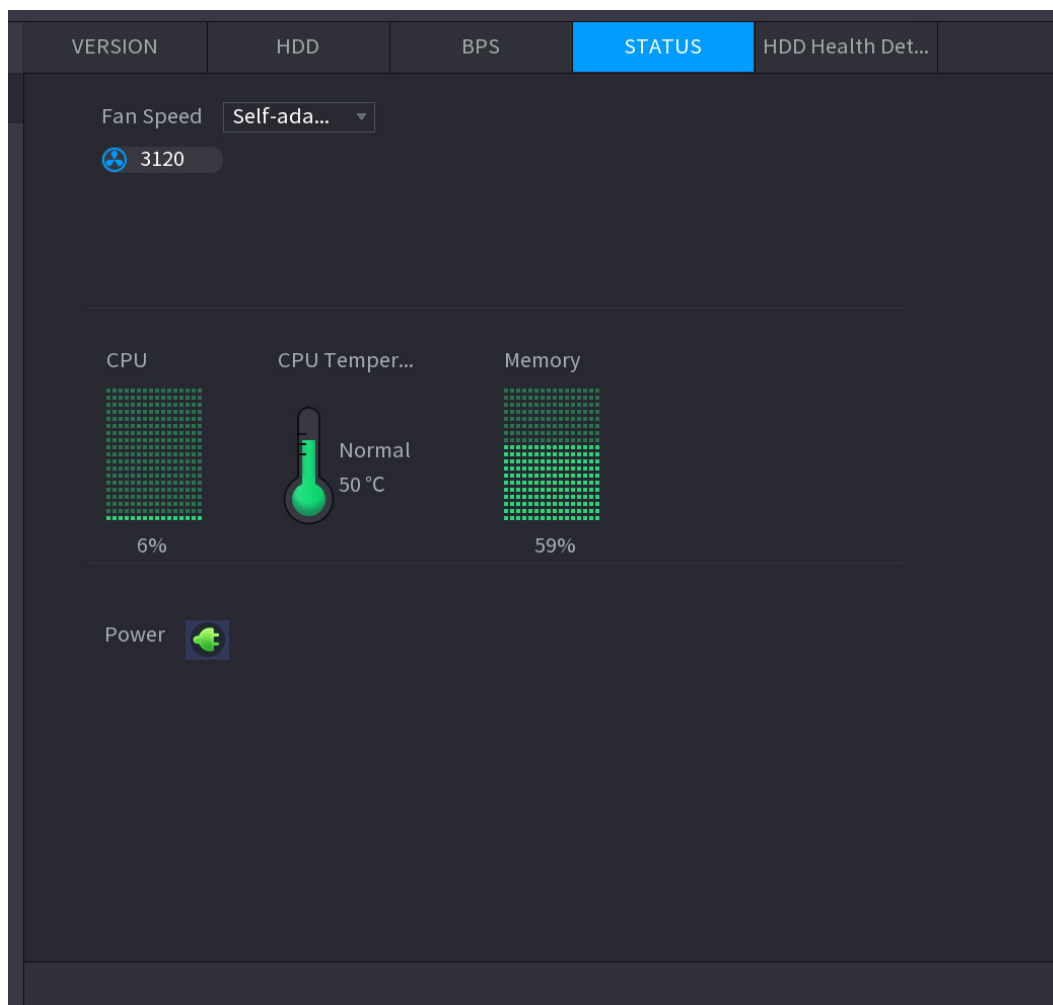 VERSION HDD BPS STATUS HDD Health Det...
Fan Speed Self-ada...
3120
CPU CPU Temper... Memory
Normal
50 °C
6% 59%
Power